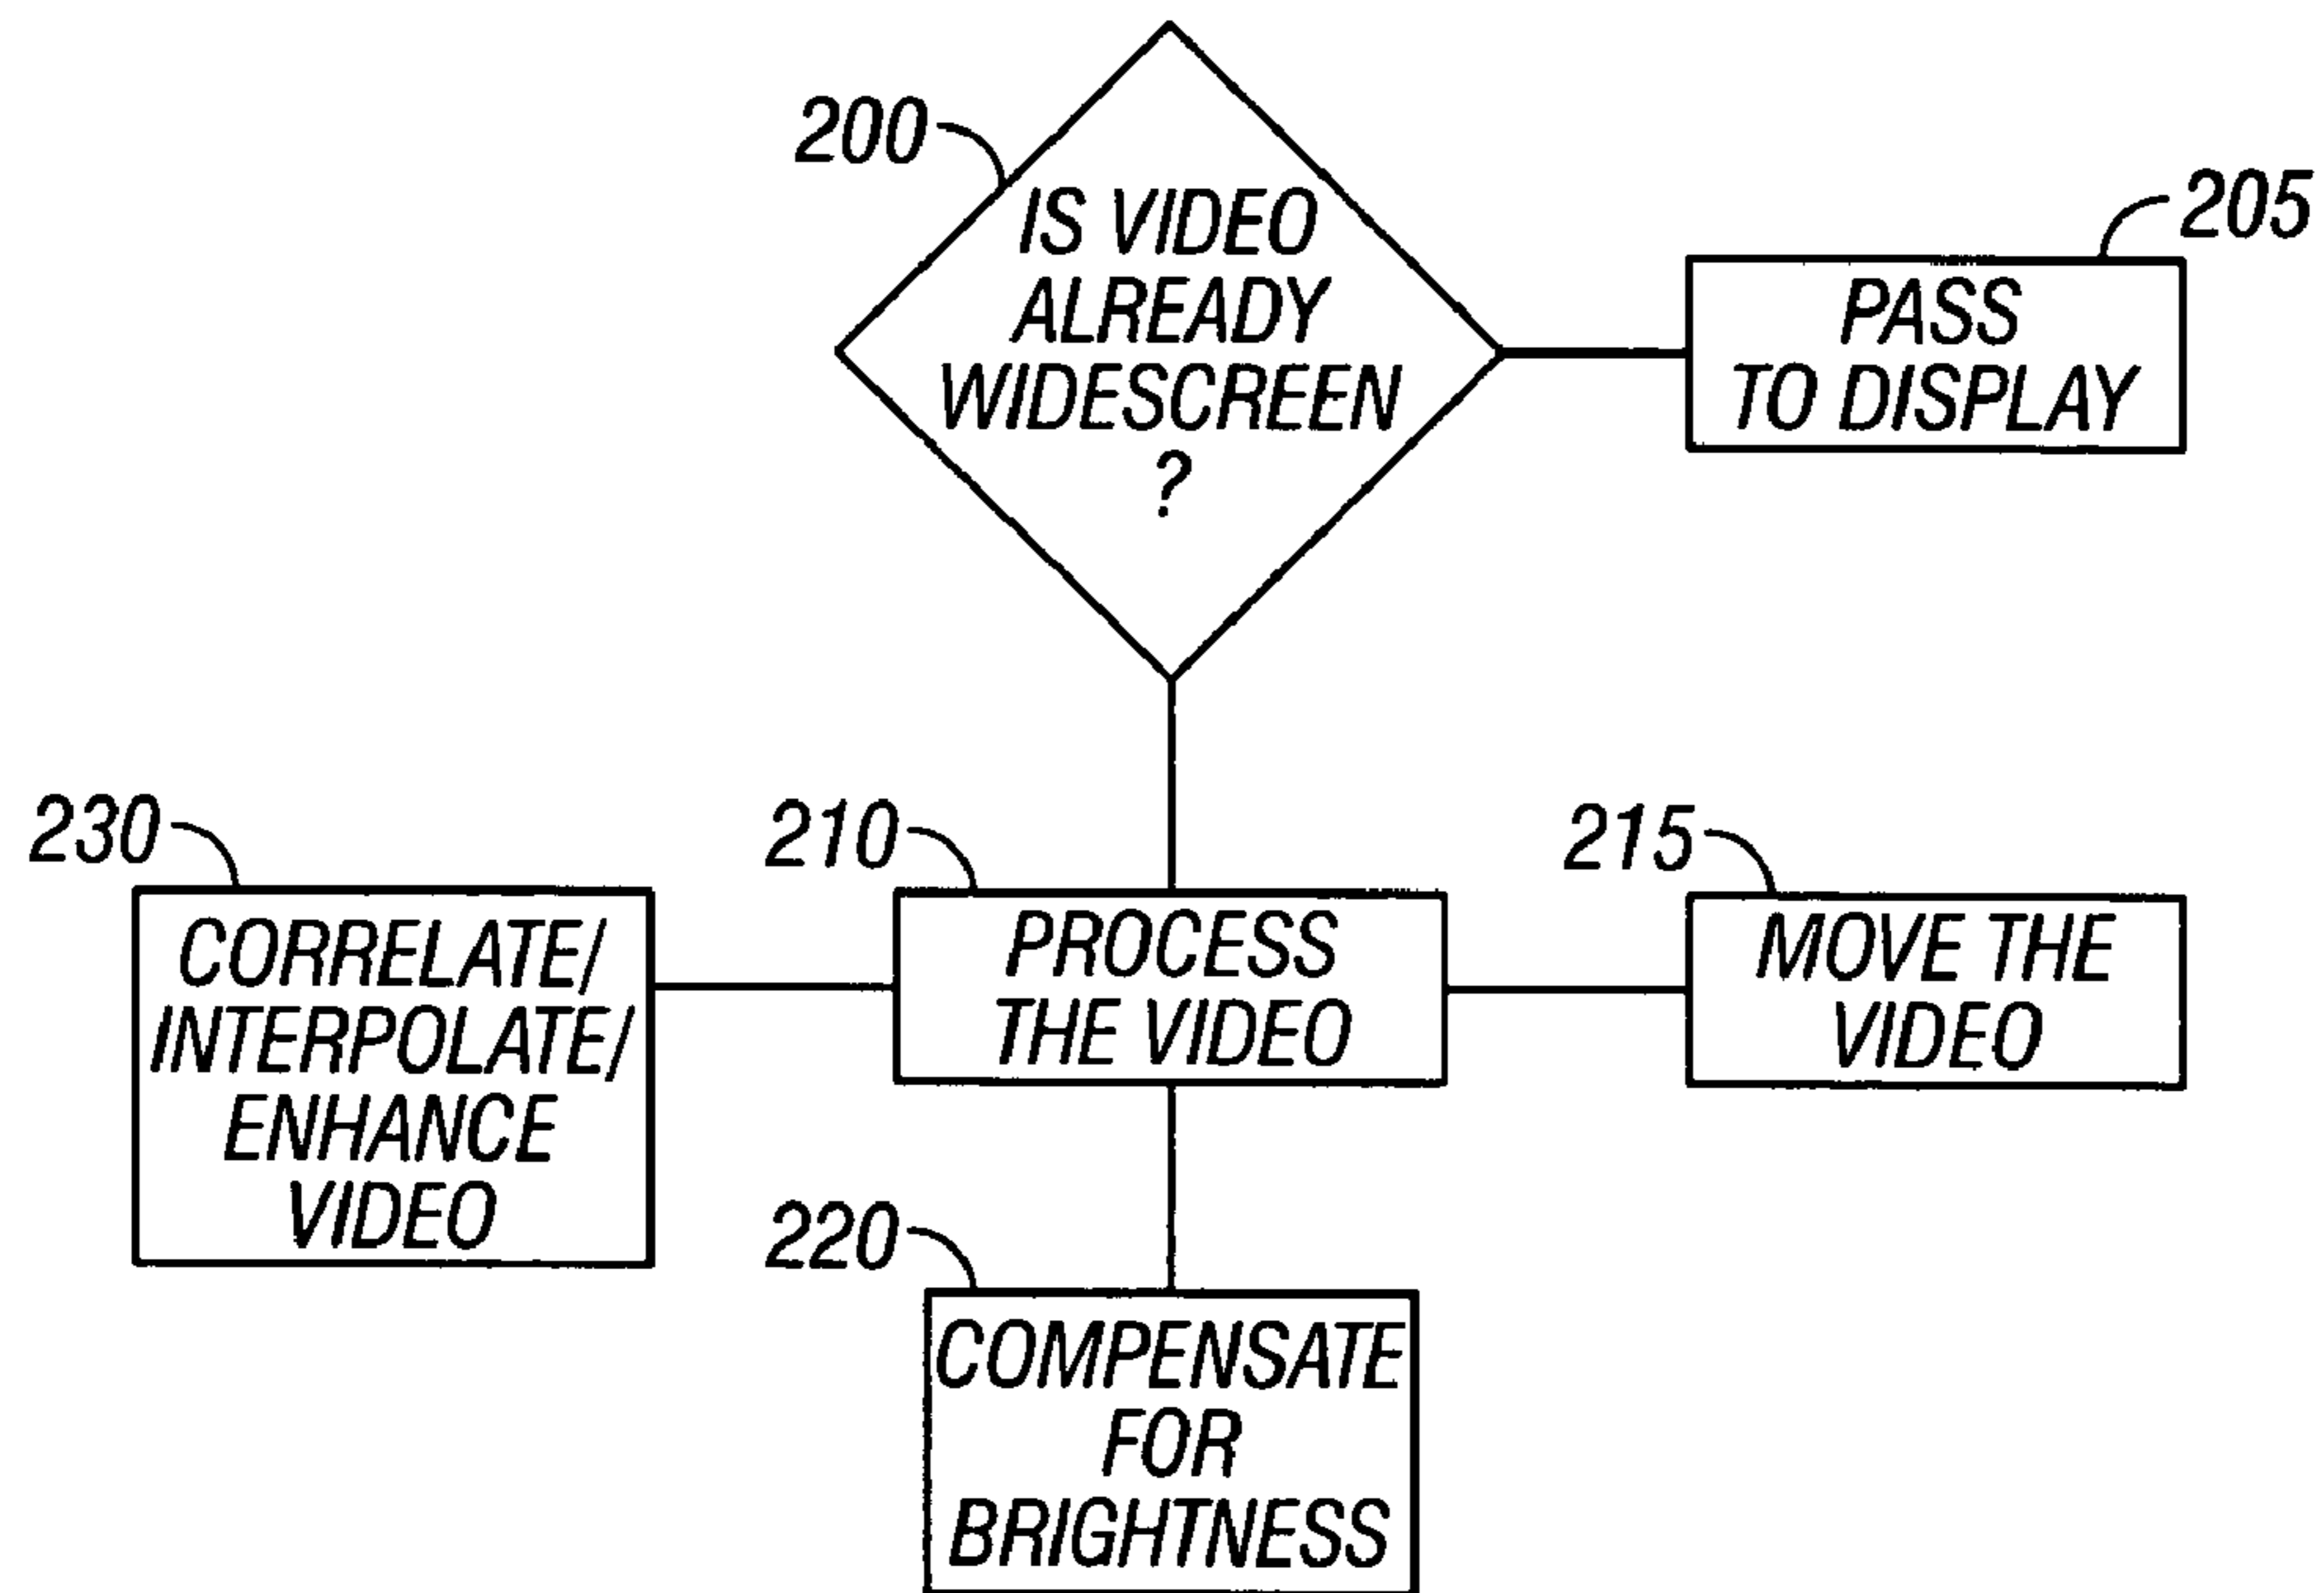 200
IS VIDEO
ALREADY
WIDESCREEN
?
205
PASS
TO DISPLAY
230
CORRELATE/
INTERPOLATE/
ENHANCE
VIDEO
210
PROCESS
THE VIDEO
215
MOVE THE
VIDEO
220
COMPENSATE
FOR
BRIGHTNESS